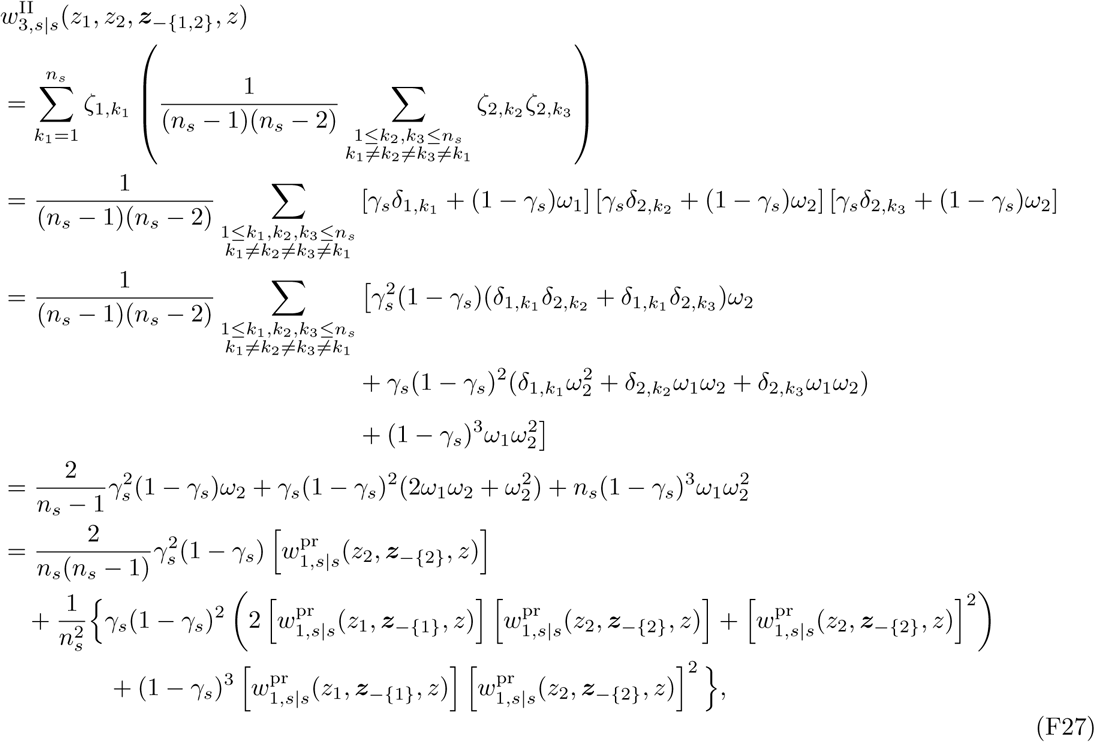 $w^{\mathrm{II}}_{3,s|s}(z_1, z_2, \boldsymbol{z}_{-\{1,2\}}, z)$
$= \sum_{k_1=1}^{n_s} \zeta_{1,k_1} \left( \frac{1}{(n_s-1)(n_s-2)} \sum_{\substack{1 \le k_2, k_3 \le n_s \\ k_1 \ne k_2 \ne k_3 \ne k_1}} \zeta_{2,k_2} \zeta_{2,k_3} \right)$
$= \frac{1}{(n_s-1)(n_s-2)} \sum_{\substack{1 \le k_1, k_2, k_3 \le n_s \\ k_1 \ne k_2 \ne k_3 \ne k_1}} [\gamma_s \delta_{1,k_1} + (1-\gamma_s)\omega_1] [\gamma_s \delta_{2,k_2} + (1-\gamma_s)\omega_2] [\gamma_s \delta_{2,k_3} + (1-\gamma_s)\omega_2]$
$= \frac{1}{(n_s-1)(n_s-2)} \sum_{\substack{1 \le k_1, k_2, k_3 \le n_s \\ k_1 \ne k_2 \ne k_3 \ne k_1}} \big[ \gamma_s^2 (1-\gamma_s)(\delta_{1,k_1}\delta_{2,k_2} + \delta_{1,k_1}\delta_{2,k_3})\omega_2$
$+ \gamma_s(1-\gamma_s)^2(\delta_{1,k_1}\omega_2^2 + \delta_{2,k_2}\omega_1\omega_2 + \delta_{2,k_3}\omega_1\omega_2)$
$+ (1-\gamma_s)^3 \omega_1 \omega_2^2 \big]$
$= \frac{2}{n_s-1} \gamma_s^2 (1-\gamma_s)\omega_2 + \gamma_s(1-\gamma_s)^2(2\omega_1\omega_2 + \omega_2^2) + n_s(1-\gamma_s)^3 \omega_1\omega_2^2$
$= \frac{2}{n_s(n_s-1)} \gamma_s^2 (1-\gamma_s) \left[ w^{\mathrm{pr}}_{1,s|s}(z_2, \boldsymbol{z}_{-\{2\}}, z) \right]$
$+ \frac{1}{n_s^2} \Big\{ \gamma_s(1-\gamma_s)^2 \left( 2 \left[ w^{\mathrm{pr}}_{1,s|s}(z_1, \boldsymbol{z}_{-\{1\}}, z) \right] \left[ w^{\mathrm{pr}}_{1,s|s}(z_2, \boldsymbol{z}_{-\{2\}}, z) \right] + \left[ w^{\mathrm{pr}}_{1,s|s}(z_2, \boldsymbol{z}_{-\{2\}}, z) \right]^2 \right)$
$+ (1-\gamma_s)^3 \left[ w^{\mathrm{pr}}_{1,s|s}(z_1, \boldsymbol{z}_{-\{1\}}, z) \right] \left[ w^{\mathrm{pr}}_{1,s|s}(z_2, \boldsymbol{z}_{-\{2\}}, z) \right]^2 \Big\},$
(F27)